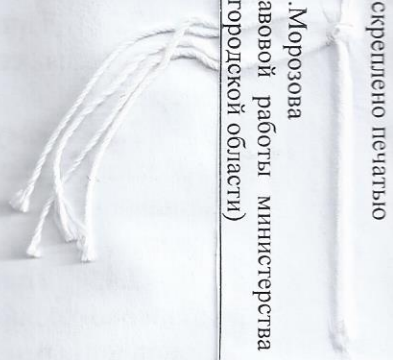 скреплено печатью
.Морозова
авовой работы министерства
городской области)